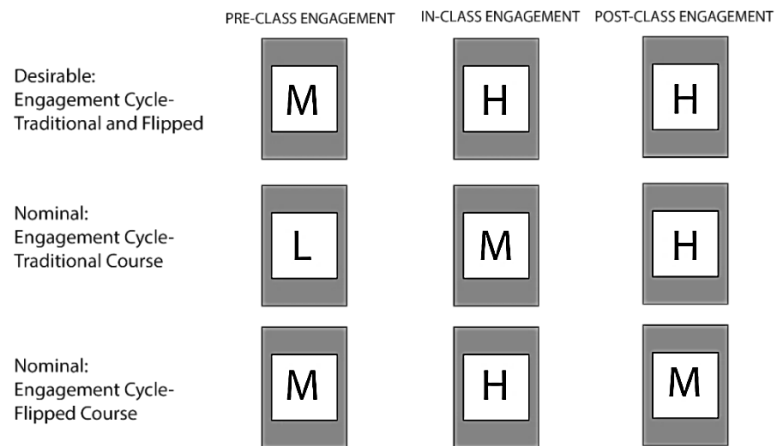 PRE-CLASS ENGAGEMENT IN-CLASS ENGAGEMENT POST-CLASS ENGAGEMENT
Desirable:
Engagement Cycle-
Traditional and Flipped
M H H
Nominal:
Engagement Cycle-
Traditional Course
L M H
Nominal:
Engagement Cycle-
Flipped Course
M H M